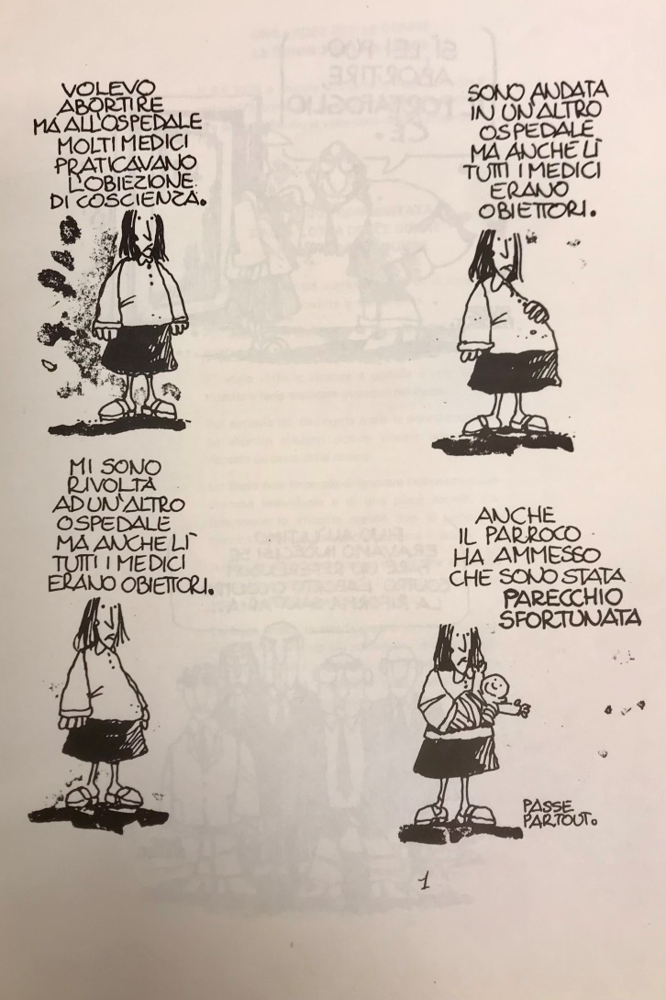 VOLEVO
ABORTIRE
MA ALL'OSPEDALE
MOLTI MEDICI
PRATICAVANO
L'OBIEZIONE
DI COSCIENZA.
SONO ANDATA
IN UN'ALTRO
OSPEDALE
MA ANCHE LÌ
TUTTI I MEDICI
ERANO
OBIETTORI.
MI SONO
RIVOLTA
AD UN'ALTRO
OSPEDALE
MA ANCHE LÌ
TUTTI I MEDICI
ERANO OBIETTORI.
ANCHE
IL PARROCO
HA AMMESSO
CHE SONO STATA
PARECCHIO
SFORTUNATA
PASSE
PARTOUT.
1